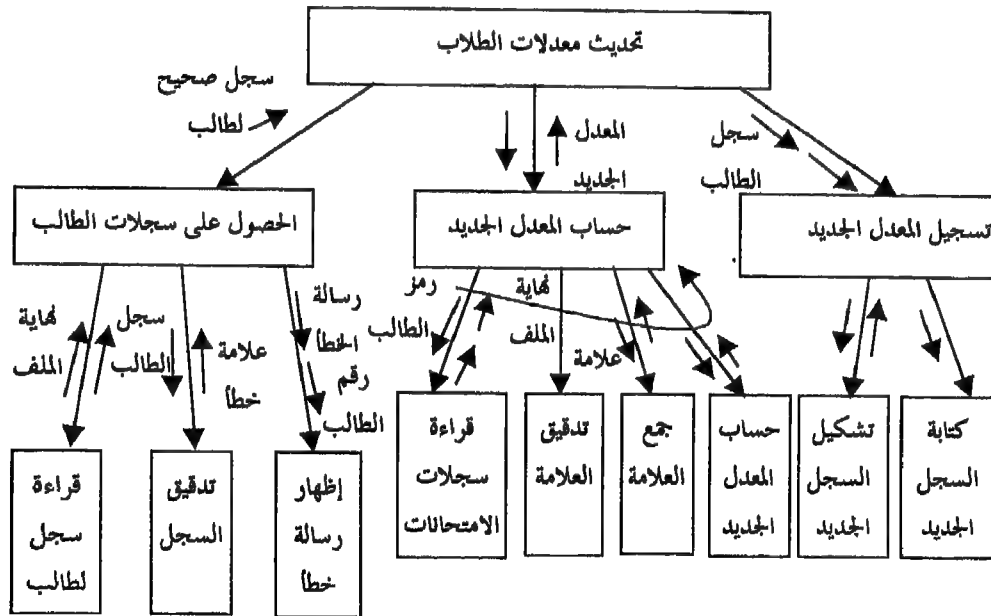 تحديث معدلات الطلاب
سجل صحيح
لطالب
المعدل
الجديد
سجل
الطالب
الحصول على سجلات الطالب
حساب المعدل الجديد
تسجيل المعدل الجديد
نهاية
الملف
سجل
الطالب
علامة
خطأ
رسالة
الخطأ
رقم
الطالب
رمز
الطالب
نهاية
الملف
علامة
قراءة
سجل
لطالب
تدقيق
السجل
إظهار
رسالة
خطأ
قراءة
سجلات
الامتحانات
تدقيق
العلامة
جمع
العلامة
حساب
المعدل
الجديد
تشكيل
السجل
الجديد
كتابة
السجل
الجديد